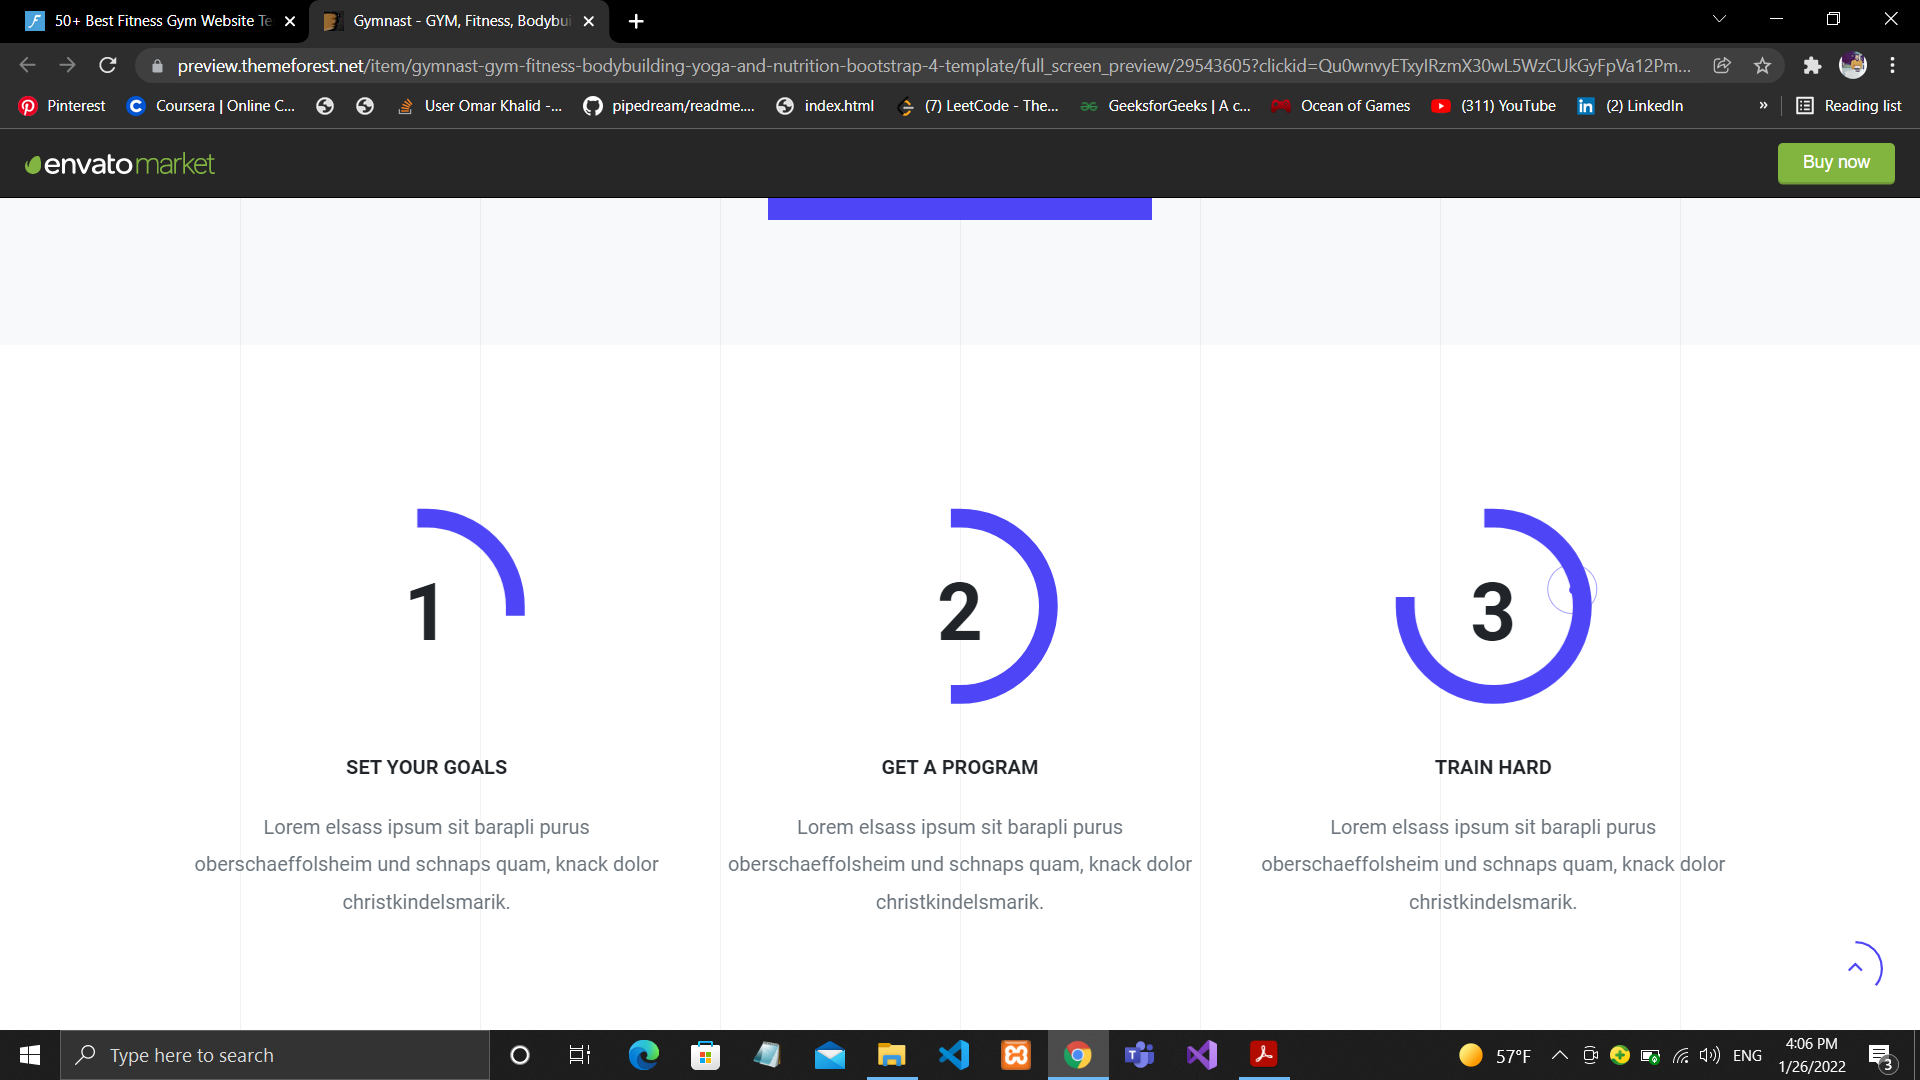 50+ Best Fitness Gym Website Te
Gymnast - GYM, Fitness, Bodybui
preview.themeforest.net/item/gymnast-gym-fitness-bodybuilding-yoga-and-nutrition-bootstrap-4-template/full_screen_preview/29543605?clickid=Qu0wnvyETxyIRzmX30wL5WzCUkGyFpVa12Pm...
Pinterest
Coursera | Online C...
User Omar Khalid -...
pipedream/readme....
index.html
(7) LeetCode - The...
GeeksforGeeks | A c...
Ocean of Games
(311) YouTube
(2) LinkedIn
»
Reading list
envato market
Buy now
1
2
3
SET YOUR GOALS
GET A PROGRAM
TRAIN HARD
Lorem elsass ipsum sit barapli purus
oberschaeffolsheim und schnaps quam, knack dolor
christkindelsmarik.
Lorem elsass ipsum sit barapli purus
oberschaeffolsheim und schnaps quam, knack dolor
christkindelsmarik.
Lorem elsass ipsum sit barapli purus
oberschaeffolsheim und schnaps quam, knack dolor
christkindelsmarik.
Type here to search
57°F
ENG
4:06 PM
1/26/2022
3